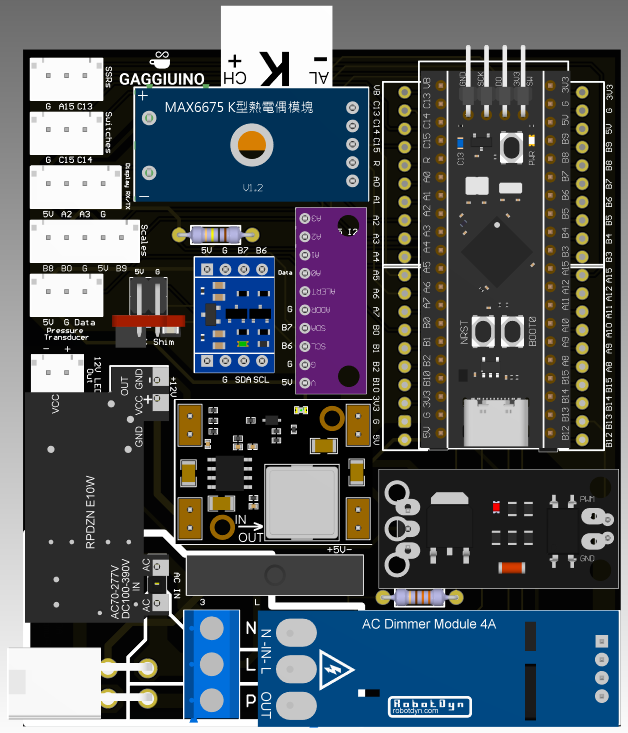 CH K AL
+ -
GAGGIUINO
SSRs
G A15 C13
Switches
G C15 C14
Display RX/TX
5V A2 A3 G
Scales
B8 B0 G 5V B9
5V G Data
Pressure
Transducer
- +
12V LED
Out
VCC
+
MAX6675 K型熱電偶模塊
V1.2
-
5V G B7 B6
Data
G SDA SCL
5V G
Shim
A3
A2
A1
A0
ALERT
ADDR
SDA
SCL
G
V
G
B7
B6
G
5V
OUT
GND
VCC
+
GND
+12V
RPDZN E10W
AC70-277V
DC100-390V
IN
AC
AC
AC IN
IN
OUT
+5V-
VB C13 C14 C15 R A0 A1 A2 A3 A4 A5 A6 A7 B0 B1 B2 B10 3V3 G 5V
VB C13 C14 C15 R A0 A1 A2 A3 A4 A5 A6 A7 B0 B1 B2 B10 3V3 G 5V
GND SCK DIO 3V3
SW
C13
PWR
NRST
BOOT0
3V3 G 5V B9 B8 B7 B6 B5 B4 B3 A15 A12 A11 A10 A9 A8 B15 B14 B13 B12
3V3 G 5V B9 B8 B7 B6 B5 B4 B3 A15 A12 A11 A10 A9 A8 B15 B14 B13 B12
PWM
GND
3 L
N
L
P
N-IN-L
OUT
AC Dimmer Module 4A
RobotDyn
robotdyn.com